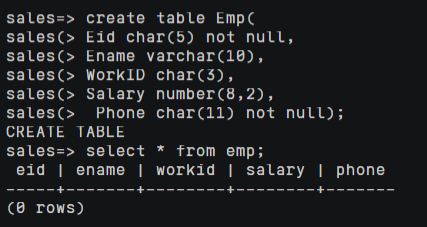 sales=> create table Emp(
sales(> Eid char(5) not null,
sales(> Ename varchar(10),
sales(> WorkID char(3),
sales(> Salary number(8,2),
sales(>  Phone char(11) not null);
CREATE TABLE
sales=> select * from emp;
 eid | ename | workid | salary | phone
-----+-------+--------+--------+-------
(0 rows)